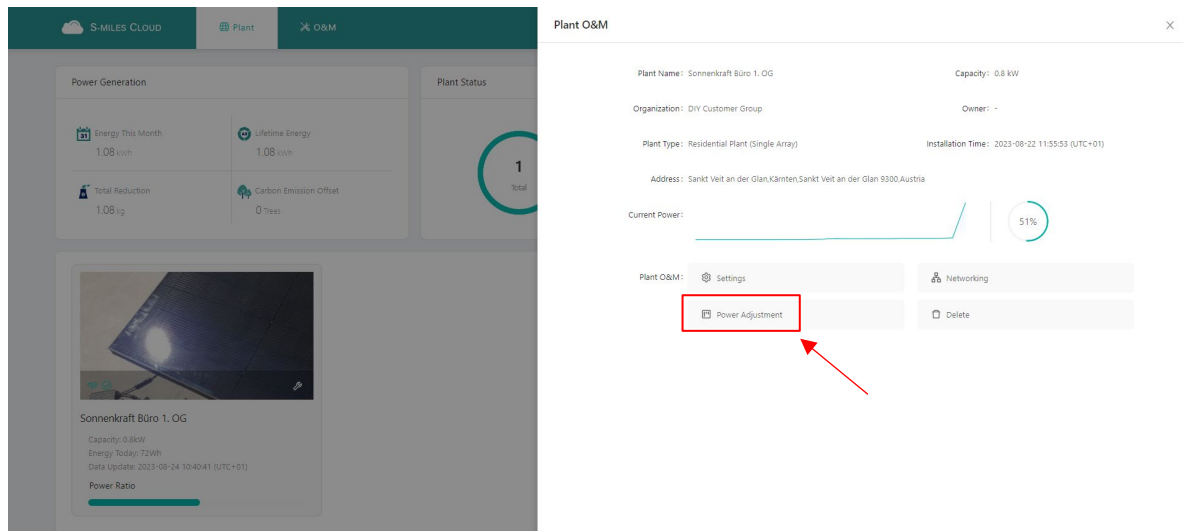 S-MILES CLOUD
Plant
O&M
Power Generation
Energy This Month
1.08 kWh
Lifetime Energy
1.08 kWh
Total Reduction
1.08 kg
Carbon Emission Offset
0 Trees
Plant Status
1
Total
Sonnenkraft Büro 1. OG
Capacity: 0.8kW
Energy Today: 72Wh
Data Update: 2023-08-24 10:40:41 (UTC+01)
Power Ratio
Plant O&M
Plant Name: Sonnenkraft Büro 1. OG
Capacity: 0.8 kW
Organization: DIY Customer Group
Owner: -
Plant Type: Residential Plant (Single Array)
Installation Time: 2023-08-22 11:55:53 (UTC+01)
Address: Sankt Veit an der Glan,Kärnten,Sankt Veit an der Glan 9300,Austria
Current Power:
51%
Plant O&M:
Settings
Networking
Power Adjustment
Delete